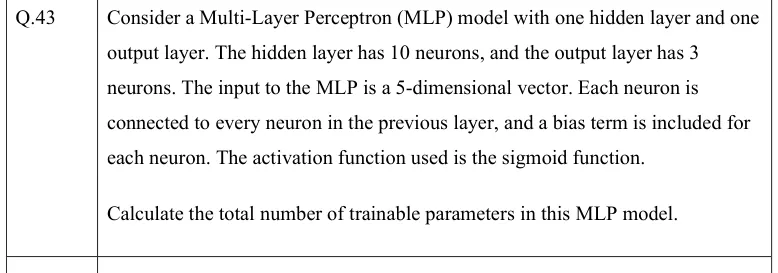 Q.43
Consider a Multi-Layer Perceptron (MLP) model with one hidden layer and one
output layer. The hidden layer has 10 neurons, and the output layer has 3
neurons. The input to the MLP is a 5-dimensional vector. Each neuron is
connected to every neuron in the previous layer, and a bias term is included for
each neuron. The activation function used is the sigmoid function.
Calculate the total number of trainable parameters in this MLP model.